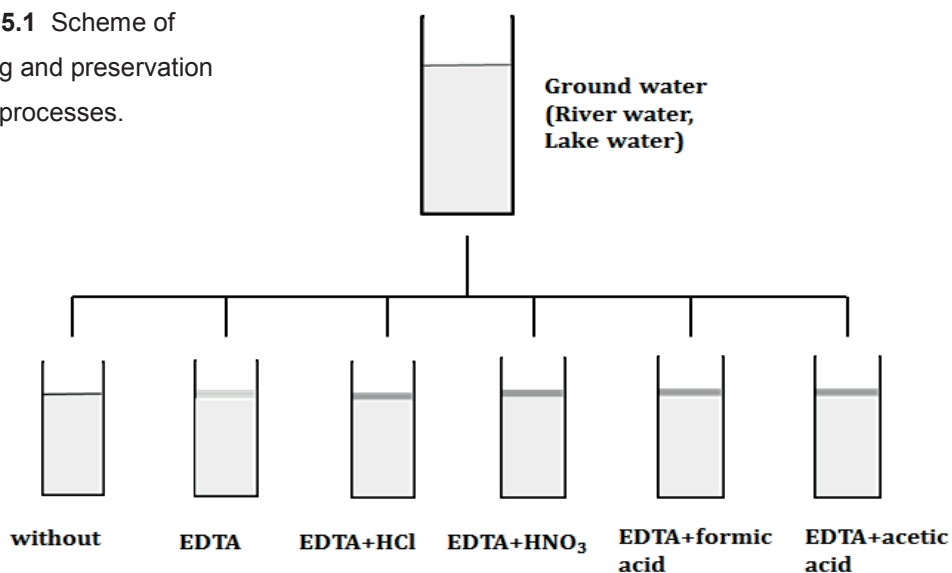 5.1 Scheme of
g and preservation
processes.
Ground water
(River water,
Lake water)
without
EDTA
EDTA+HCl
EDTA+HNO₃
EDTA+formic
acid
EDTA+acetic
acid